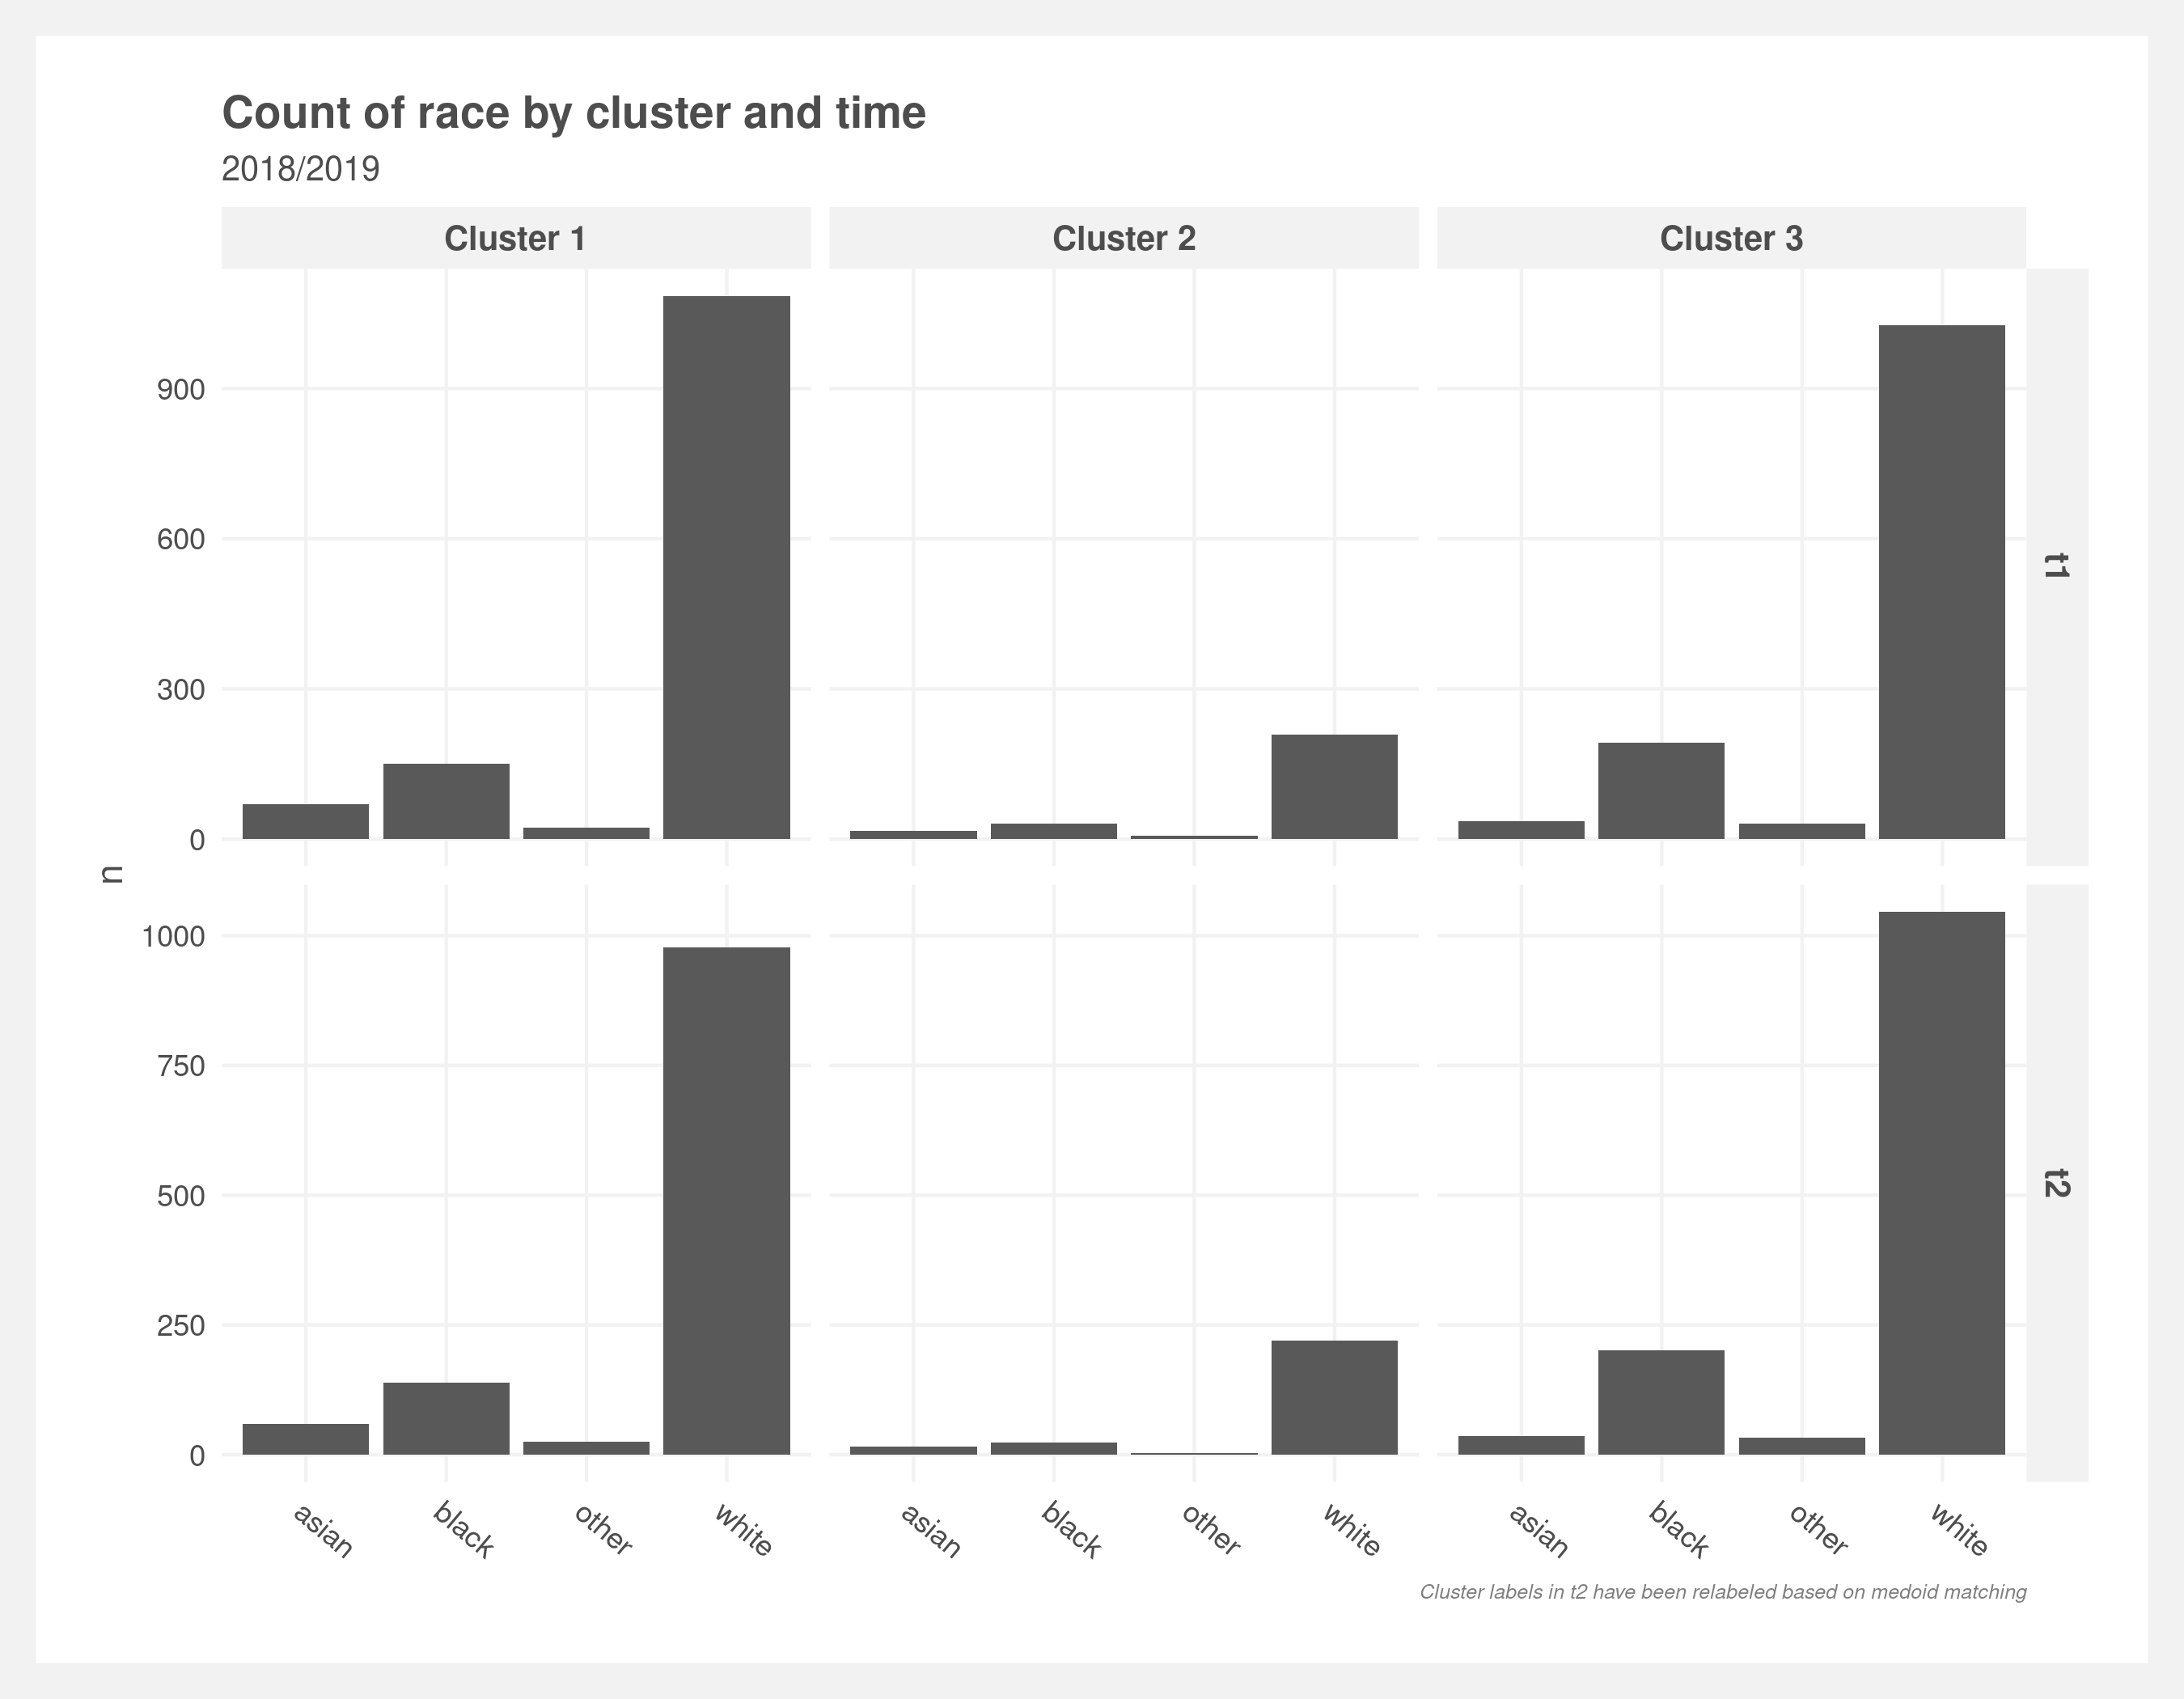 Count of race by cluster and time
2018/2019
Cluster 1 Cluster 2 Cluster 3
900
600
300
0
t1
n
1000
750
500
250
0
t2
asian black other white asian black other white asian black other white
Cluster labels in t2 have been relabeled based on medoid matching